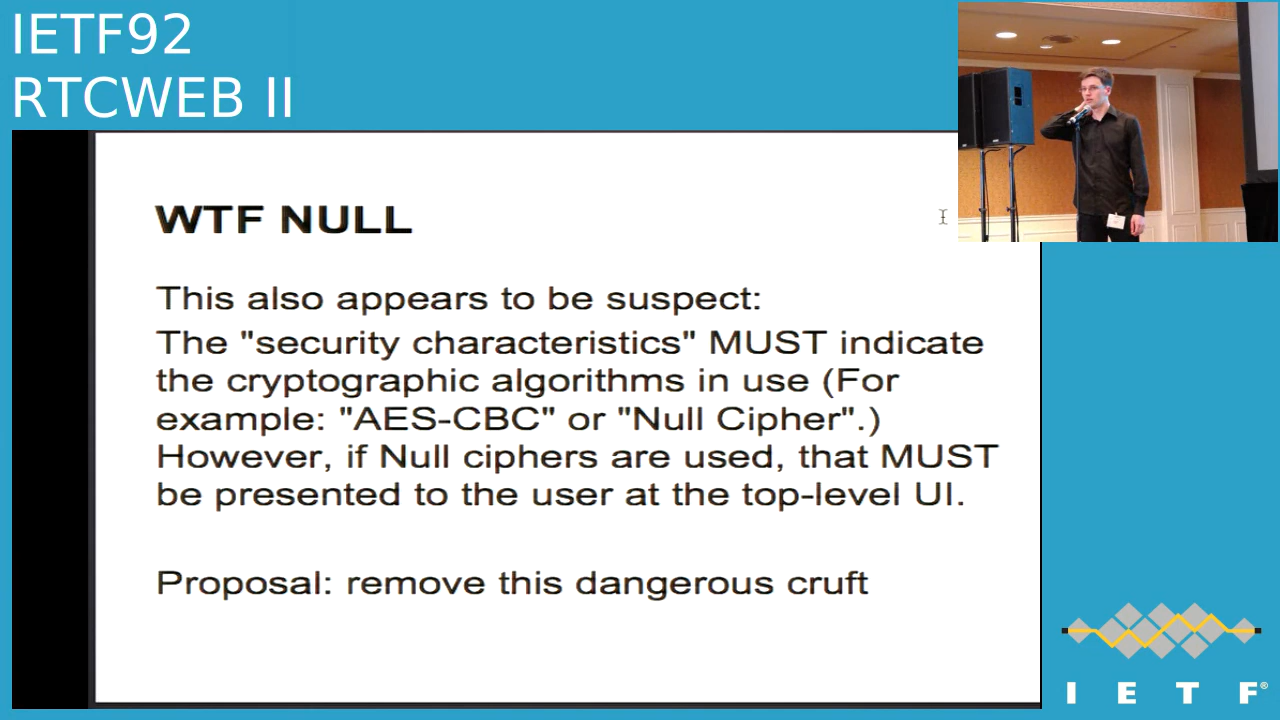 IETF92
RTCWEB II
WTF NULL
This also appears to be suspect:
The "security characteristics" MUST indicate
the cryptographic algorithms in use (For
example: "AES-CBC" or "Null Cipher".)
However, if Null ciphers are used, that MUST
be presented to the user at the top-level UI.
Proposal: remove this dangerous cruft
I E T F®